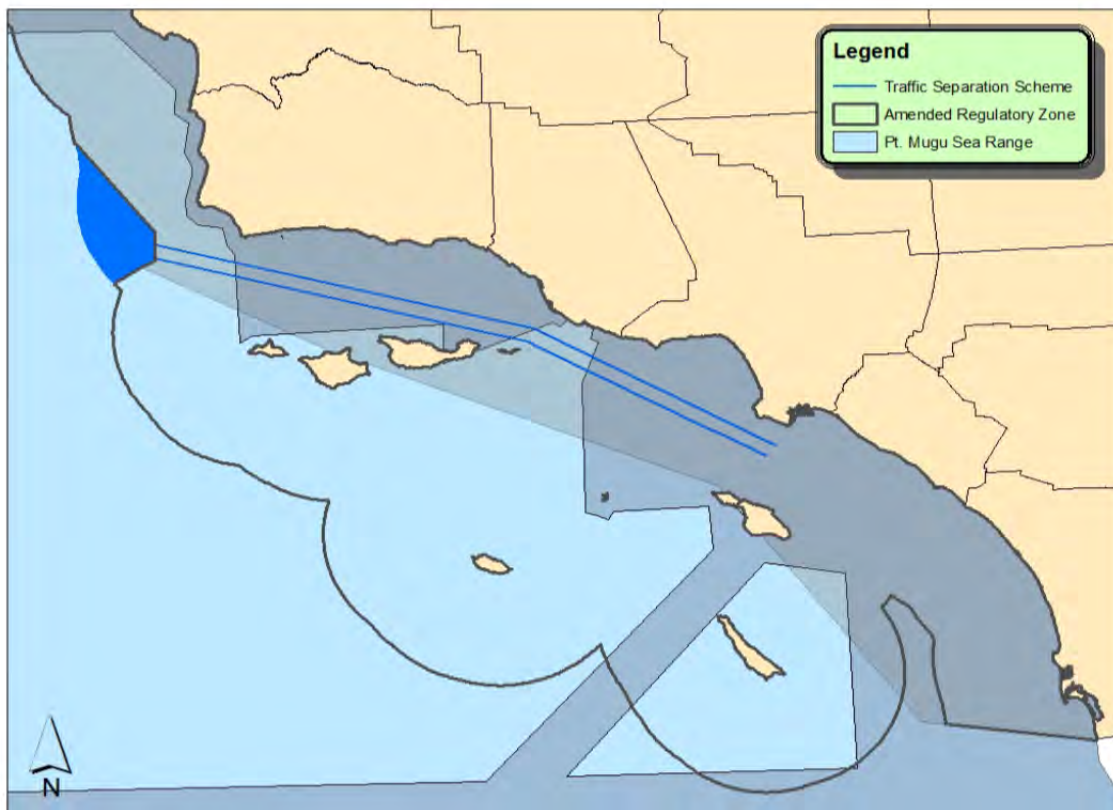 Legend
Traffic Separation Scheme
Amended Regulatory Zone
Pt. Mugu Sea Range
N